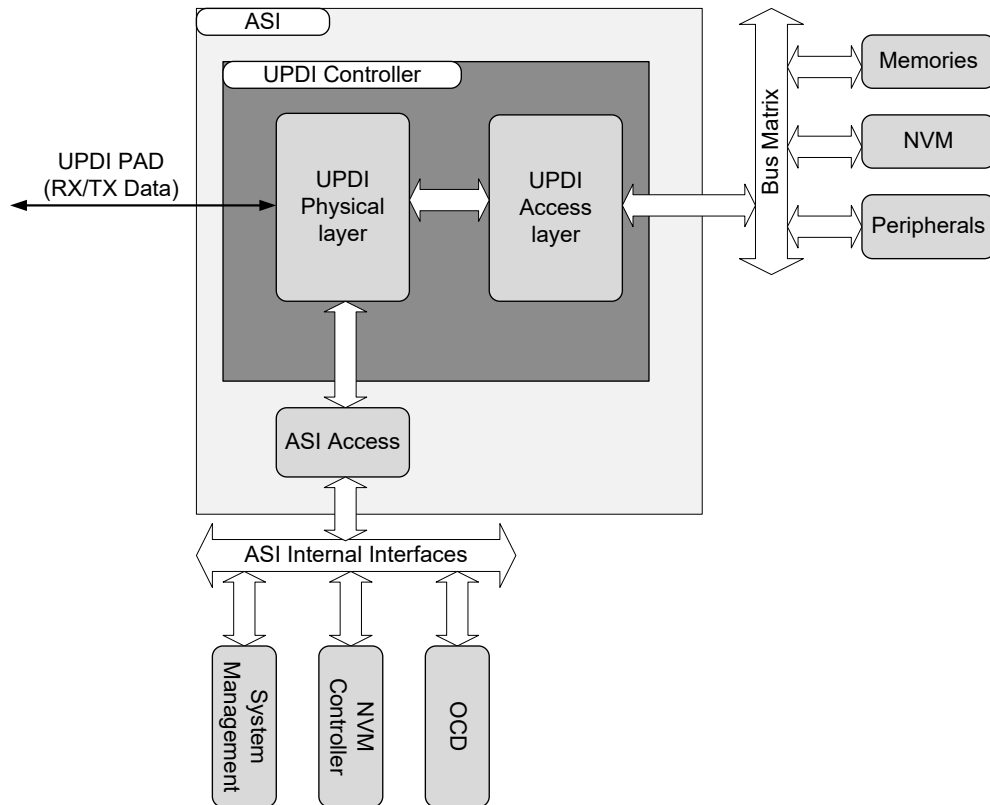 ASI
UPDI Controller
UPDI PAD
(RX/TX Data)
UPDI
Physical
layer
UPDI
Access
layer
Bus Matrix
Memories
NVM
Peripherals
ASI Access
ASI Internal Interfaces
System
Management
NVM
Controller
OCD